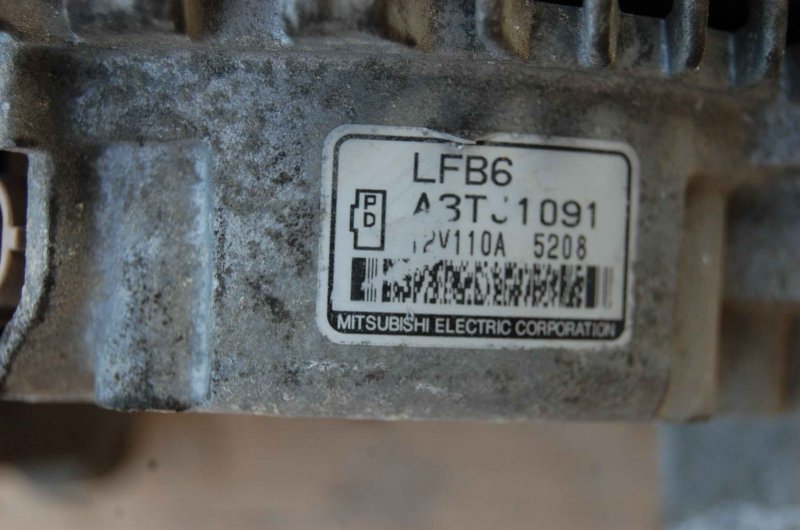 LFB6
P
D
A3TJ1091
12V110A 5208
MITSUBISHI ELECTRIC CORPORATION